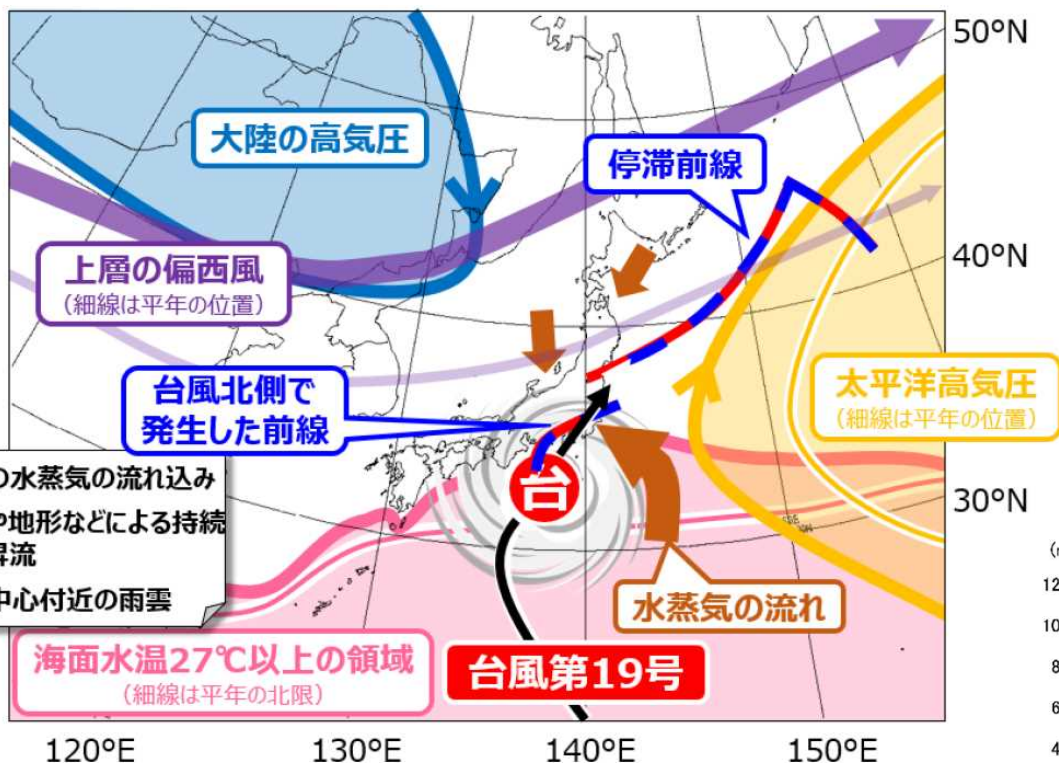 50°N
大陸の高気圧
停滞前線
上層の偏西風
(細線は平年の位置)
40°N
台風北側で
発生した前線
太平洋高気圧
(細線は平年の位置)
の水蒸気の流れ込み
台
や地形などによる持続
30°N
昇流
中心付近の雨雲
水蒸気の流れ
12
10
海面水温27℃以上の領域
(細線は平年の北限)
台風第19号
8
6
4
120°E
130°E
140°E
150°E